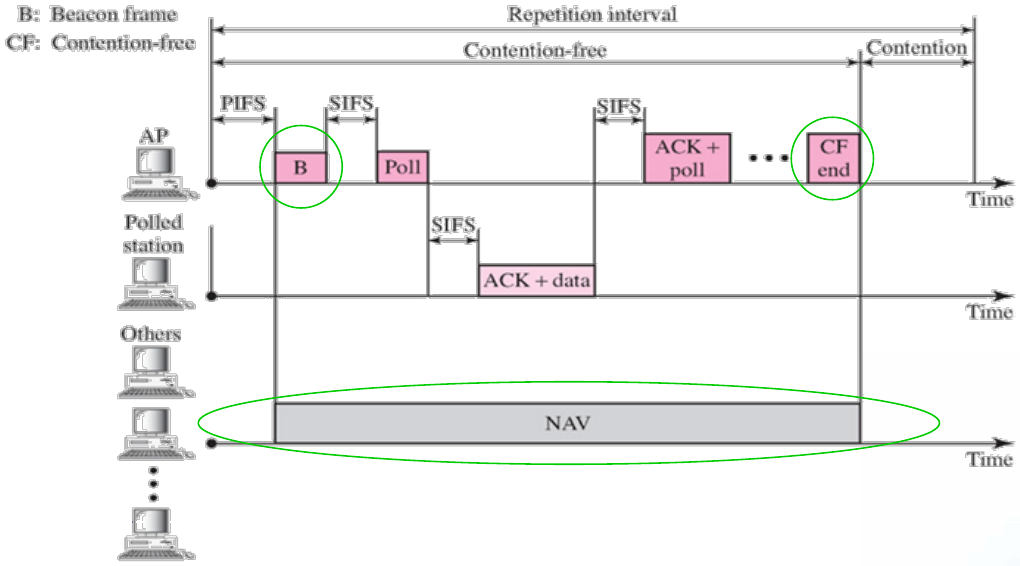 B: Beacon frame
CF: Contention-free
Repetition interval
Contention-free
Contention
PIFS
SIFS
SIFS
AP
B
Poll
ACK +
poll
CF
end
Time
Polled
station
SIFS
ACK + data
Time
Others
NAV
Time